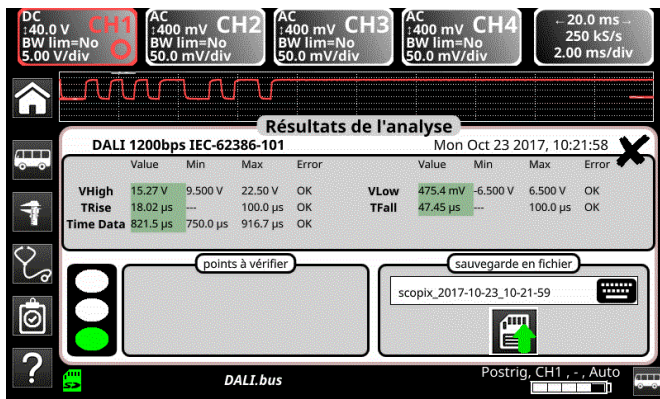 DC
↕40.0 V CH1
BW lim=No
5.00 V/div
AC
↕400 mV CH2
BW lim=No
50.0 mV/div
AC
↕400 mV CH3
BW lim=No
50.0 mV/div
AC
↕400 mV CH4
BW lim=No
50.0 mV/div
←20.0 ms→
250 kS/s
2.00 ms/div
Résultats de l'analyse
DALI 1200bps IEC-62386-101 Mon Oct 23 2017, 10:21:58
Value Min Max Error Value Min Max Error
VHigh 15.27 V 9.500 V 22.50 V OK VLow 475.4 mV -6.500 V 6.500 V OK
TRise 18.02 µs --- 100.0 µs OK TFall 47.45 µs --- 100.0 µs OK
Time Data 821.5 µs 750.0 µs 916.7 µs OK
points à vérifier
sauvegarde en fichier
scopix_2017-10-23_10-21-59
?
DALI.bus
Postrig, CH1 , - , Auto